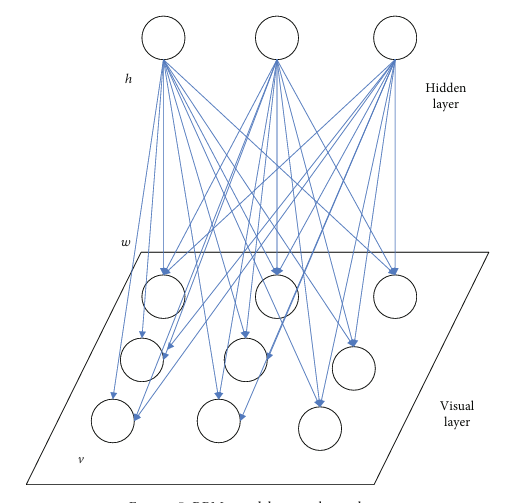 h
Hidden
layer
w
Visual
layer
v